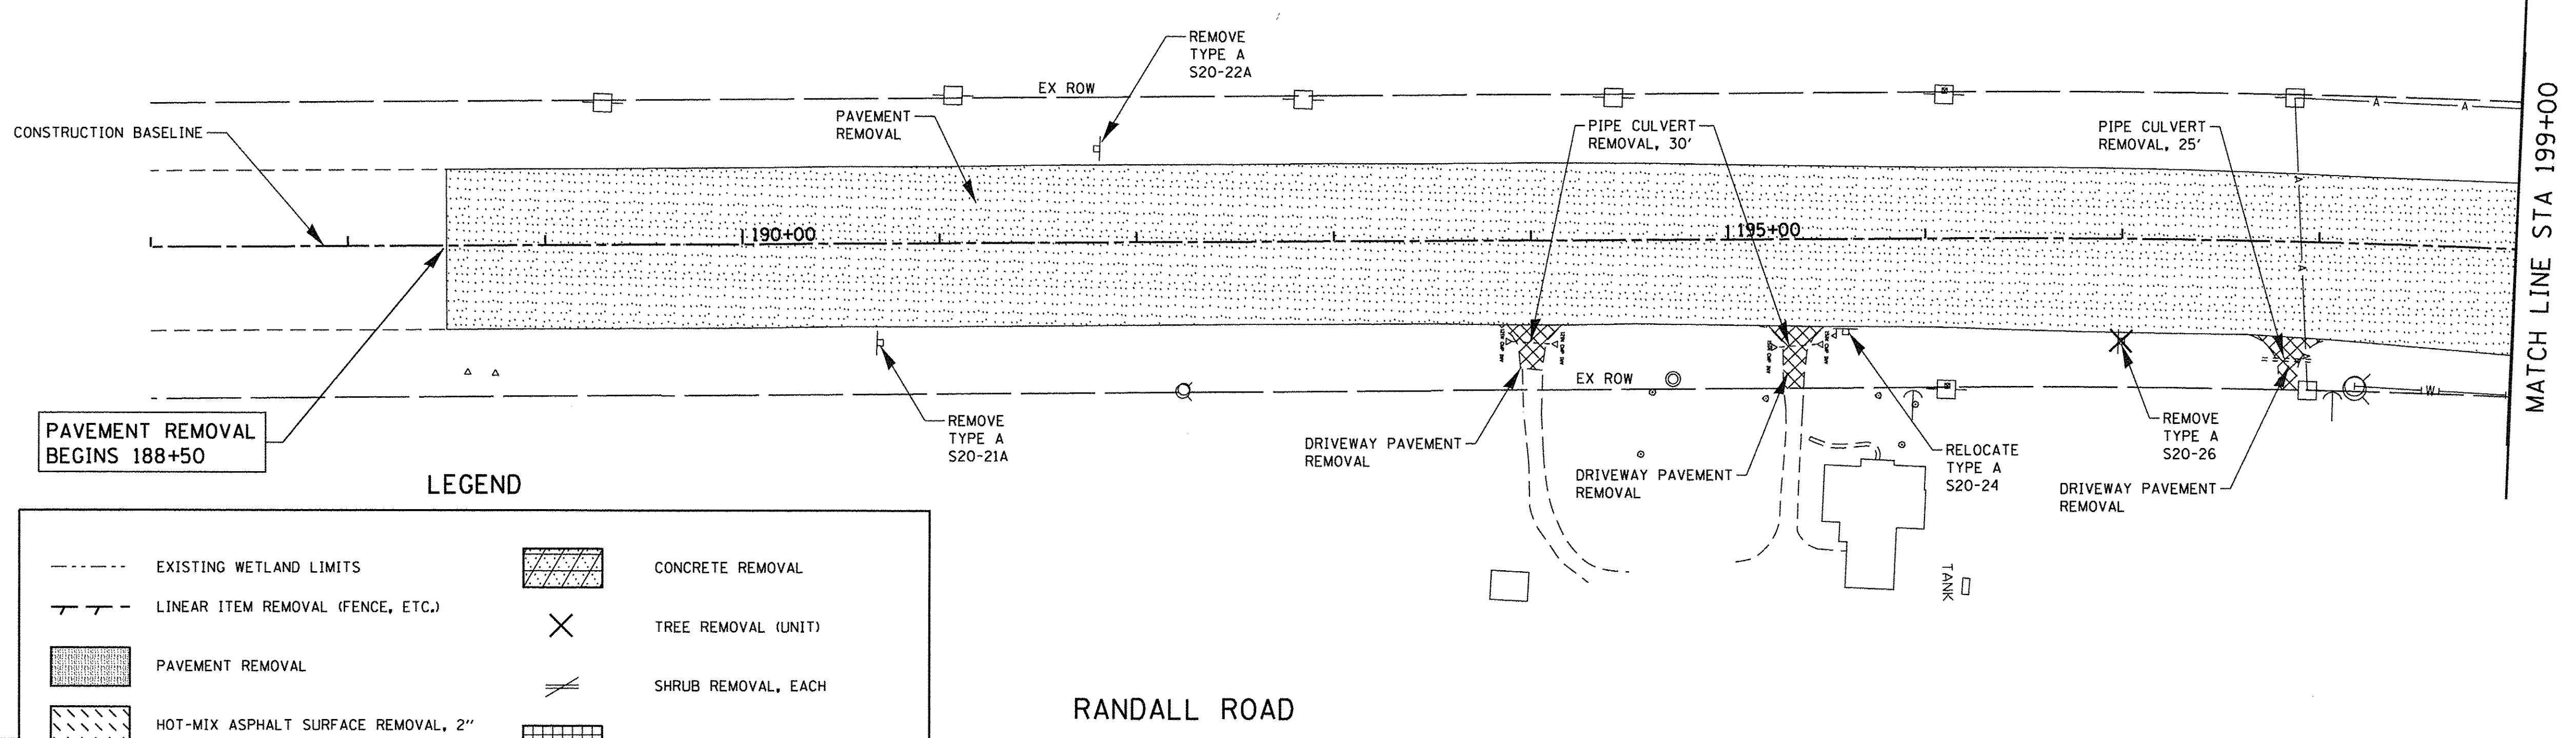 REMOVE
TYPE A
S20-22A
EX ROW
CONSTRUCTION BASELINE
PAVEMENT
REMOVAL
PIPE CULVERT
REMOVAL, 30'
PIPE CULVERT
REMOVAL, 25'
A
A
MATCH LINE STA 199+00
A
190+00
195+00
A
EX ROW
W
PAVEMENT REMOVAL
BEGINS 188+50
REMOVE
TYPE A
S20-21A
DRIVEWAY PAVEMENT
REMOVAL
DRIVEWAY PAVEMENT
REMOVAL
RELOCATE
TYPE A
S20-24
REMOVE
TYPE A
S20-26
DRIVEWAY PAVEMENT
REMOVAL
TANK
LEGEND
EXISTING WETLAND LIMITS
LINEAR ITEM REMOVAL (FENCE, ETC.)
PAVEMENT REMOVAL
HOT-MIX ASPHALT SURFACE REMOVAL, 2"
CONCRETE REMOVAL
TREE REMOVAL (UNIT)
SHRUB REMOVAL, EACH
RANDALL ROAD